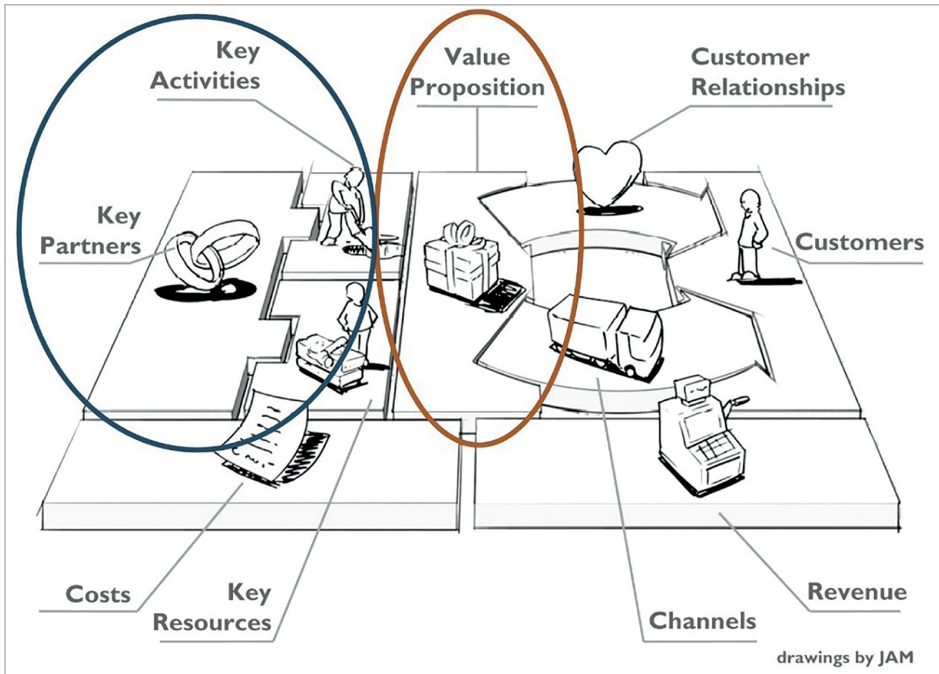 Key
Activities
Value
Proposition
Customer
Relationships
Key
Partners
Customers
Costs
Key
Resources
Channels
Revenue
drawings by JAM